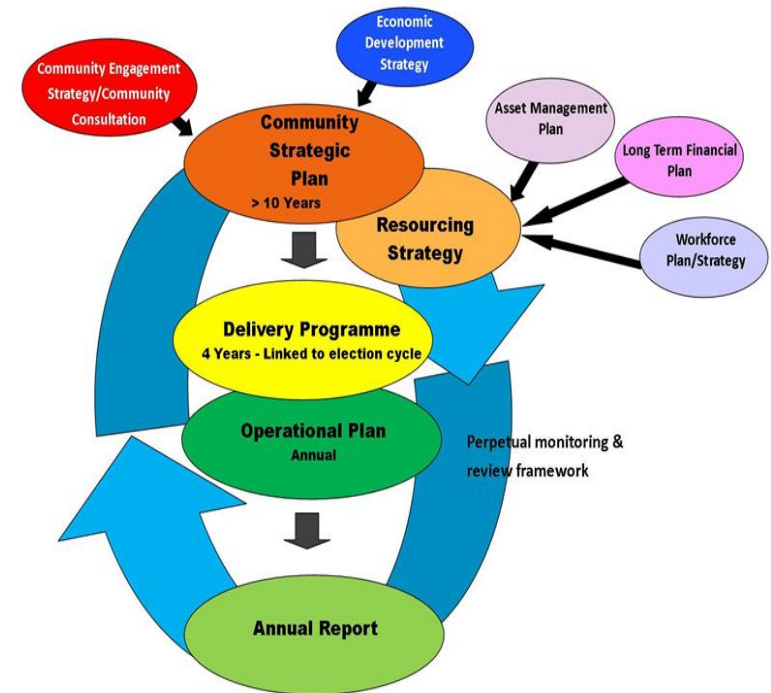 Economic
Development
Strategy
Community Engagement
Strategy/Community
Consultation
Community
Strategic
Plan
> 10 Years
Asset Management
Plan
Long Term Financial
Plan
Resourcing
Strategy
Workforce
Plan/Strategy
Delivery Programme
4 Years - Linked to election cycle
Operational Plan
Annual
Perpetual monitoring &
review framework
Annual Report